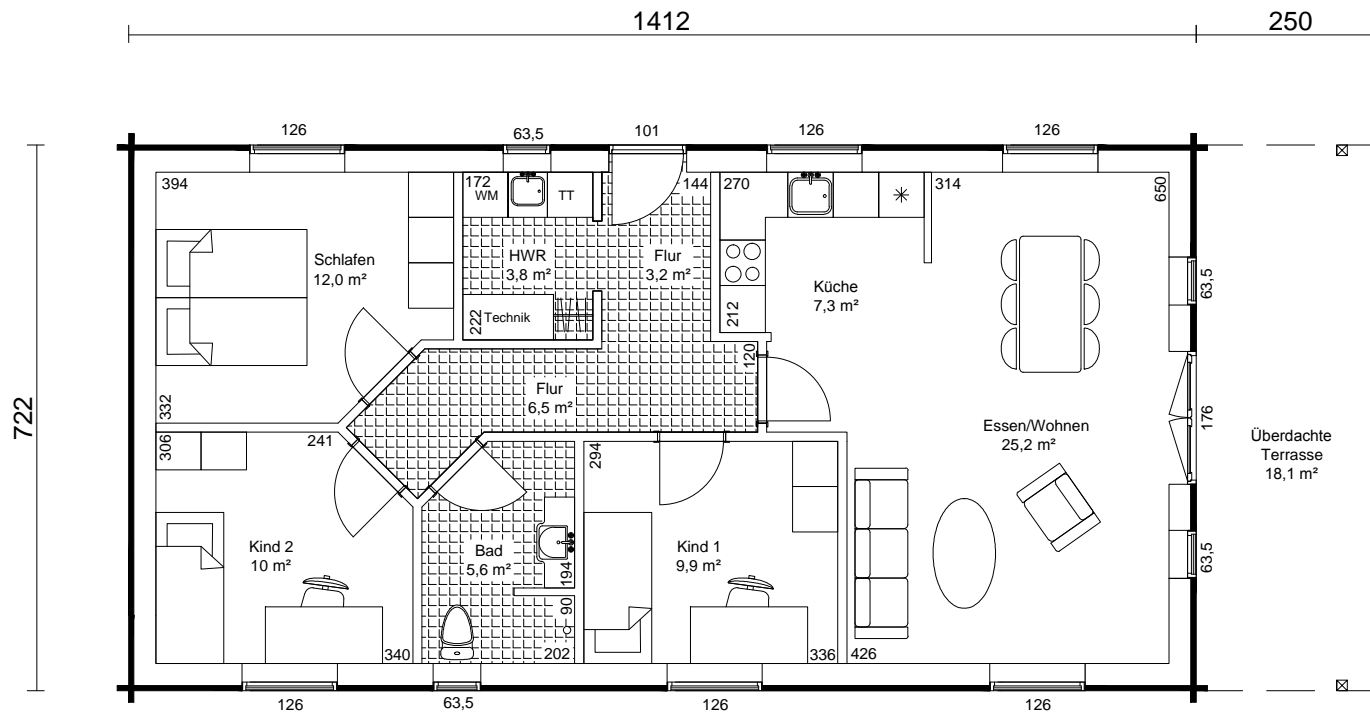 1412
250
126
63,5
101
126
126
394
172
144
270
314
650
WM
TT
Schlafen
12,0 m²
HWR
3,8 m²
Flur
3,2 m²
Küche
7,3 m²
63,5
222
Technik
212
120
Flur
6,5 m²
332
306
241
294
176
722
Essen/Wohnen
25,2 m²
Überdachte
Terrasse
18,1 m²
Kind 2
10 m²
Bad
5,6 m²
194
90
Kind 1
9,9 m²
63,5
340
202
336
426
126
63,5
126
126